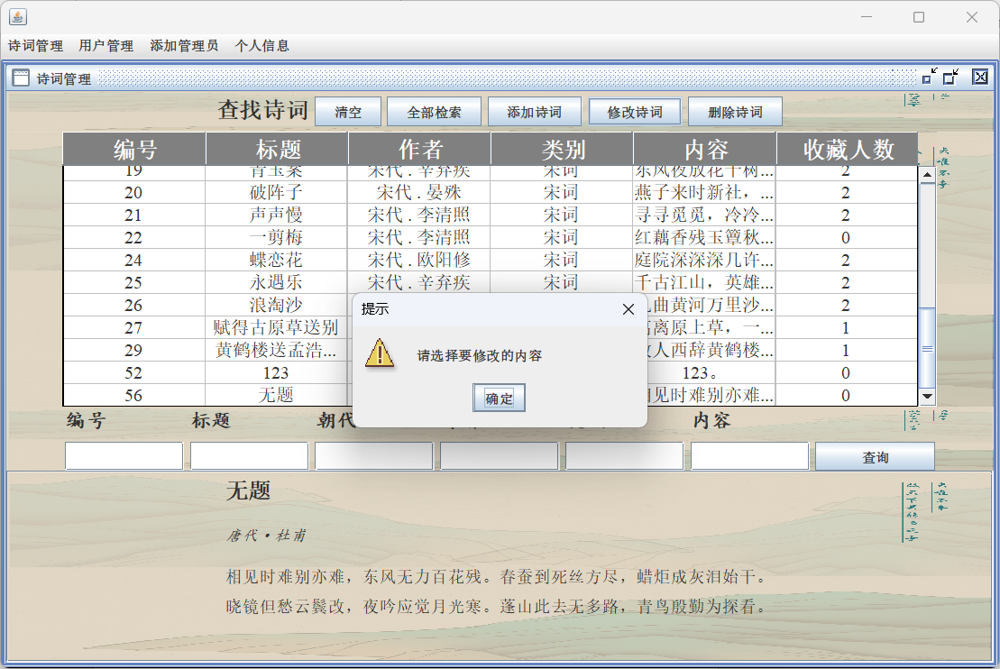 诗词管理 用户管理 添加管理员 个人信息
诗词管理
查找诗词 清空 全部检索 添加诗词 修改诗词 删除诗词
编号 标题 作者 类别 内容 收藏人数
19 青玉案 宋代 . 辛弃疾 宋词 东风夜放花千树... 2
20 破阵子 宋代 . 晏殊 宋词 燕子来时新社，... 2
21 声声慢 宋代 . 李清照 宋词 寻寻觅觅，冷冷... 2
22 一剪梅 宋代 . 李清照 宋词 红藕香残玉簟秋... 0
24 蝶恋花 宋代 . 欧阳修 宋词 庭院深深深几许... 2
25 永遇乐 宋代 . 辛弃疾 宋词 千古江山，英雄... 2
26 浪淘沙 曲黄河万里沙... 2
27 赋得古原草送别 离原上草，一... 1
29 黄鹤楼送孟浩... 人西辞黄鹤楼... 1
52 123 123。 0
56 无题 见时难别亦难... 0
提示
请选择要修改的内容
确定
编号 标题 朝代 内容
查询
无题
唐代·杜甫
相见时难别亦难，东风无力百花残。春蚕到死丝方尽，蜡炬成灰泪始干。
晓镜但愁云鬓改，夜吟应觉月光寒。蓬山此去无多路，青鸟殷勤为探看。